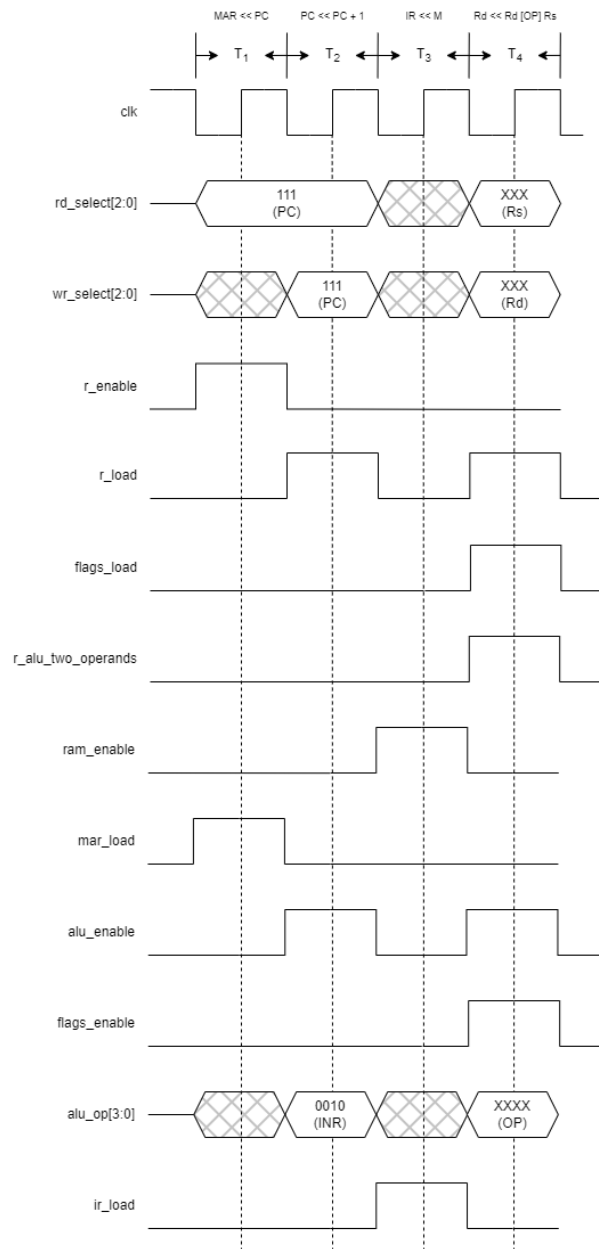 MAR << PC PC << PC + 1 IR << M Rd << Rd [OP] Rs
T1 T2 T3 T4
clk
rd_select[2:0]
111
(PC)
XXX
(Rs)
wr_select[2:0]
111
(PC)
XXX
(Rd)
r_enable
r_load
flags_load
r_alu_two_operands
ram_enable
mar_load
alu_enable
flags_enable
alu_op[3:0]
0010
(INR)
XXXX
(OP)
ir_load